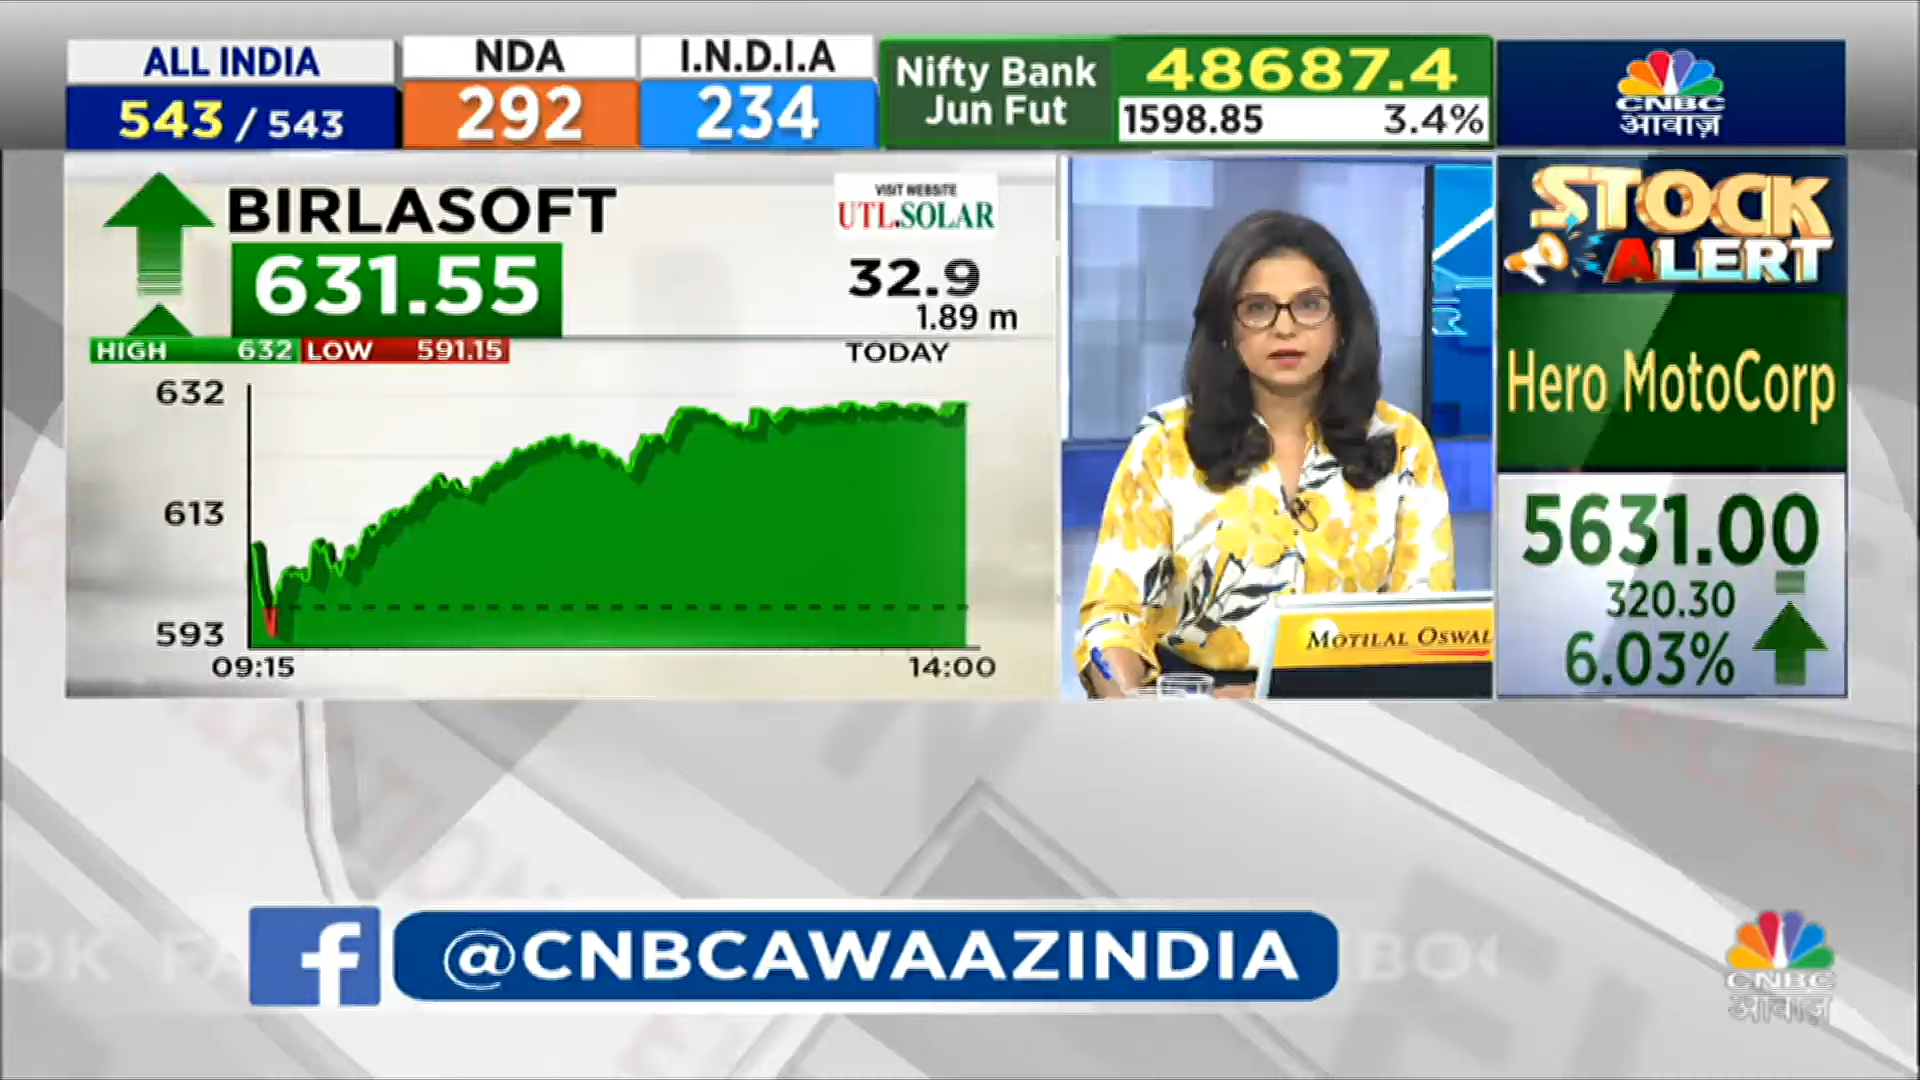 ALL INDIA
543 / 543
NDA
292
I.N.D.I.A
234
Nifty Bank
Jun Fut
48687.4
1598.85 3.4%
CNBC
आवाज़
BIRLASOFT
631.55
VISIT WEBSITE
UTL.SOLAR
32.9
1.89 m
HIGH 632 LOW 591.15
TODAY
632
613
593
09:15 14:00
MOTILAL OSWAL
STOCK
ALERT
Hero MotoCorp
5631.00
320.30
6.03%
@CNBCAWAAZINDIA
CNBC
आवाज़